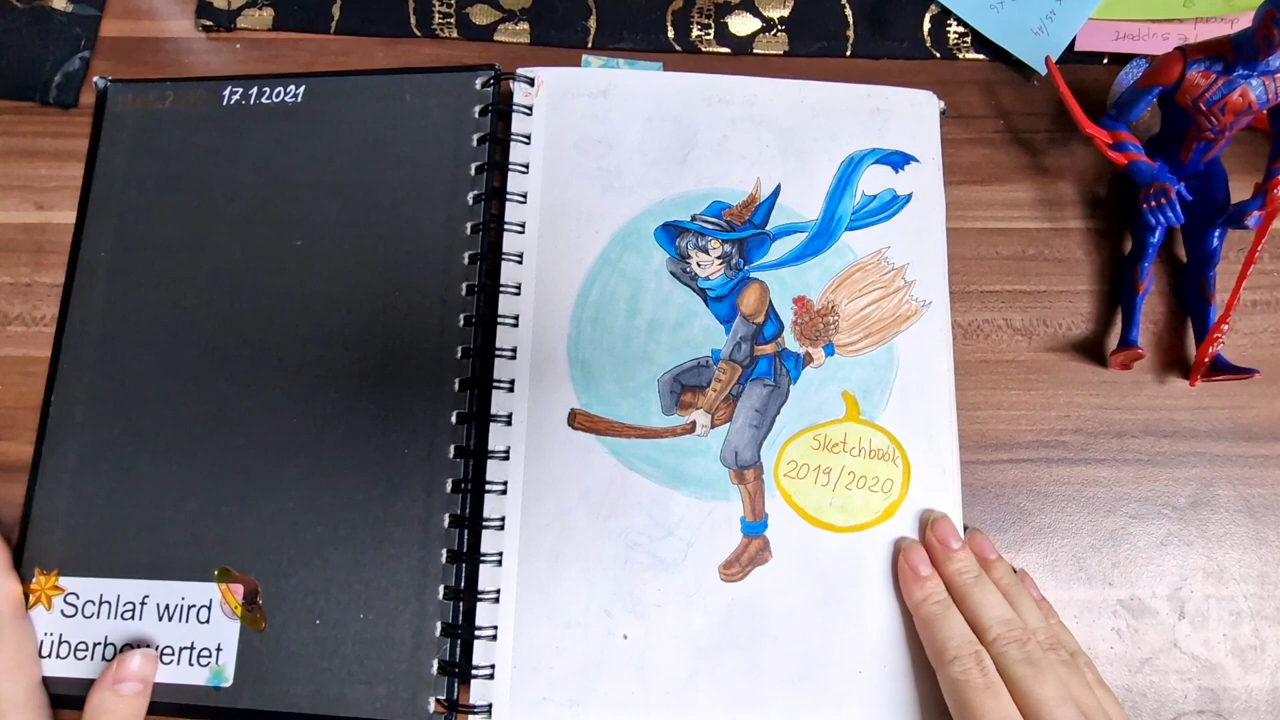 17.1.2021
Schlaf wird
überbewertet
sketchbook
2019/2020